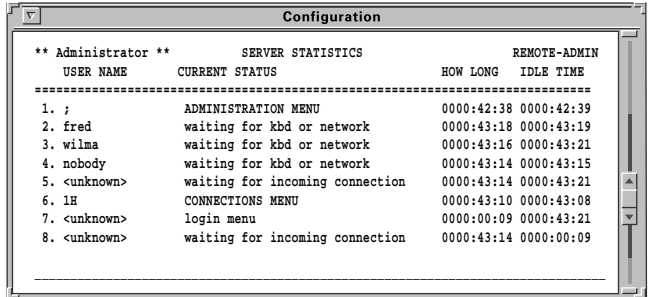 Configuration
** Administrator ** SERVER STATISTICS REMOTE-ADMIN
USER NAME CURRENT STATUS HOW LONG IDLE TIME
==============================================================================
1. ; ADMINISTRATION MENU 0000:42:38 0000:42:39
2. fred waiting for kbd or network 0000:43:18 0000:43:19
3. wilma waiting for kbd or network 0000:43:16 0000:43:21
4. nobody waiting for kbd or network 0000:43:14 0000:43:15
5. <unknown> waiting for incoming connection 0000:43:14 0000:43:21
6. lH CONNECTIONS MENU 0000:43:10 0000:43:08
7. <unknown> login menu 0000:00:09 0000:43:21
8. <unknown> waiting for incoming connection 0000:43:14 0000:00:09